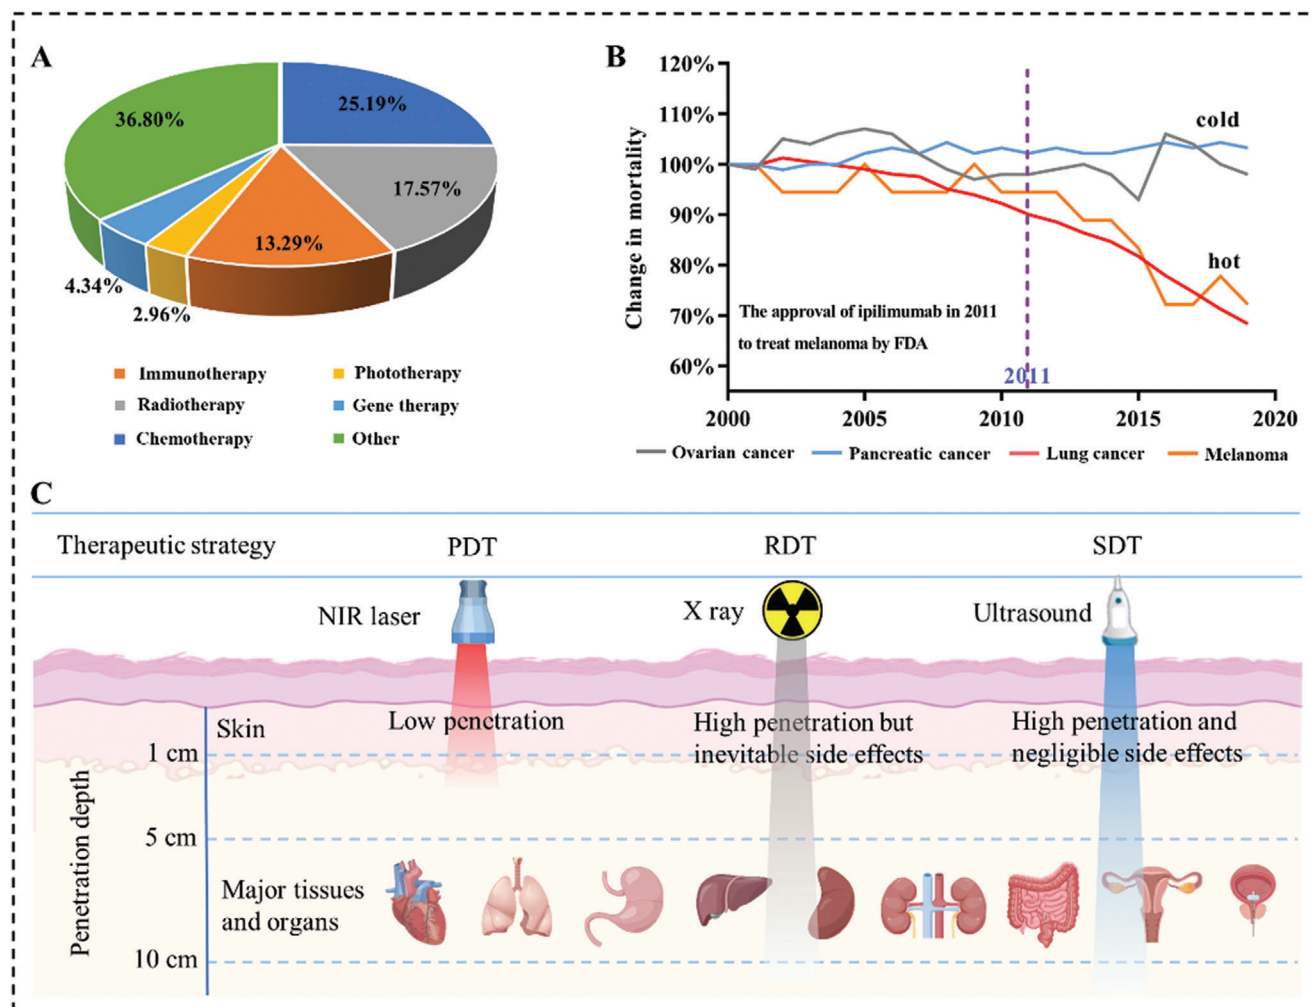 A
36.80%
25.19%
17.57%
13.29%
4.34%
2.96%
Immunotherapy
Phototherapy
Radiotherapy
Gene therapy
Chemotherapy
Other
B
Change in mortality
120%
110%
100%
90%
80%
70%
60%
cold
hot
The approval of ipilimumab in 2011
to treat melanoma by FDA
2011
2000
2005
2010
2015
2020
Ovarian cancer
Pancreatic cancer
Lung cancer
Melanoma
C
Therapeutic strategy
PDT
RDT
SDT
NIR laser
X ray
Ultrasound
Skin
Low penetration
High penetration but
inevitable side effects
High penetration and
negligible side effects
Penetration depth
1 cm
5 cm
10 cm
Major tissues
and organs